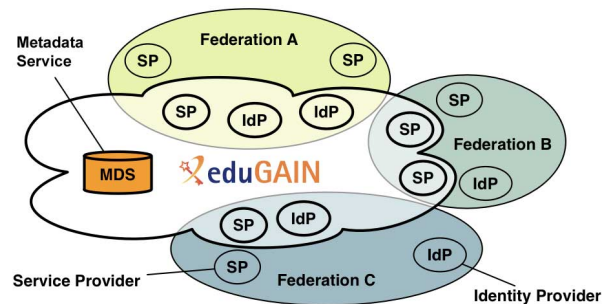 Metadata
Service
Federation A
SP
SP
SP
IdP
IdP
SP
SP
Federation B
SP
IdP
MDS
eduGAIN
SP
IdP
SP
IdP
Service Provider
Federation C
Identity Provider